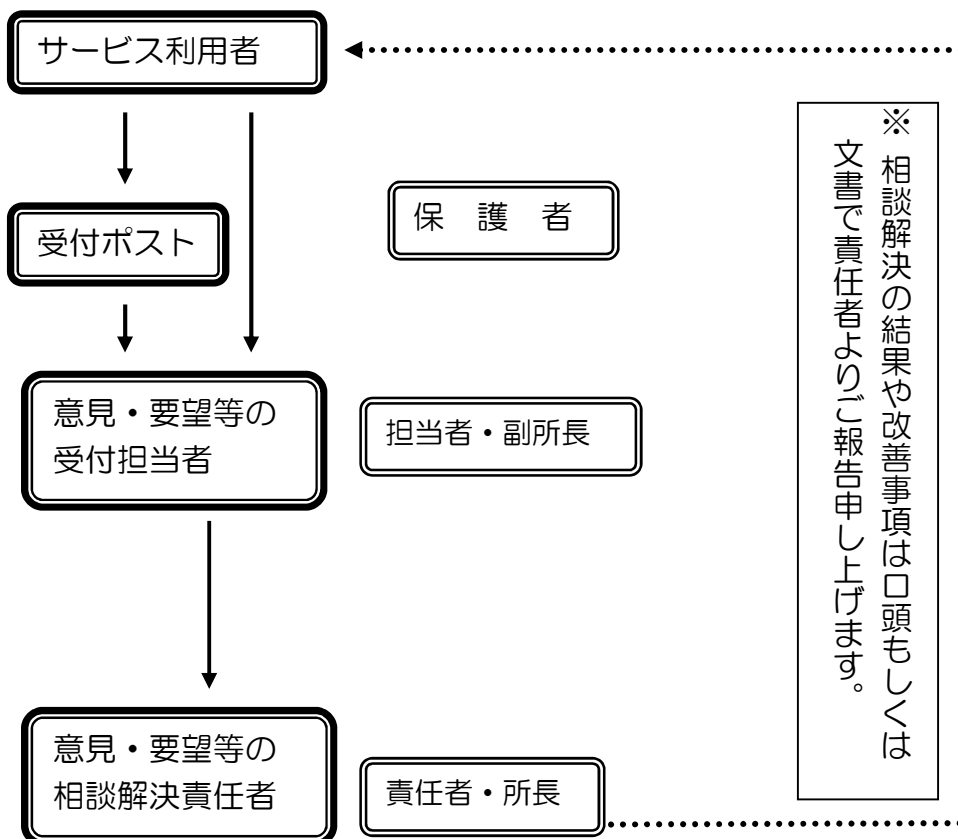 サービス利用者
受付ポスト
保　護　者
意見・要望等の
受付担当者
担当者・副所長
意見・要望等の
相談解決責任者
責任者・所長
※ 相談解決の結果や改善事項は口頭もしくは
文書で責任者よりご報告申し上げます。